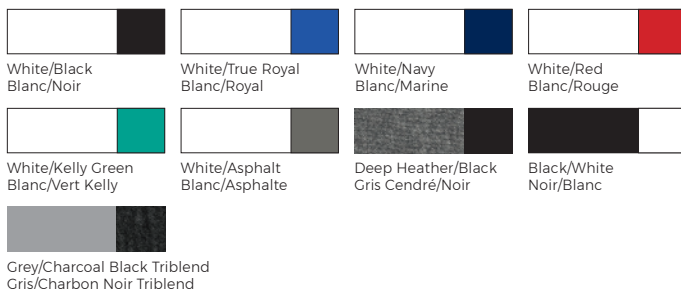 White/Black
Blanc/Noir
White/True Royal
Blanc/Royal
White/Navy
Blanc/Marine
White/Red
Blanc/Rouge
White/Kelly Green
Blanc/Vert Kelly
White/Asphalt
Blanc/Asphalte
Deep Heather/Black
Gris Cendré/Noir
Black/White
Noir/Blanc
Grey/Charcoal Black Triblend
Gris/Charbon Noir Triblend